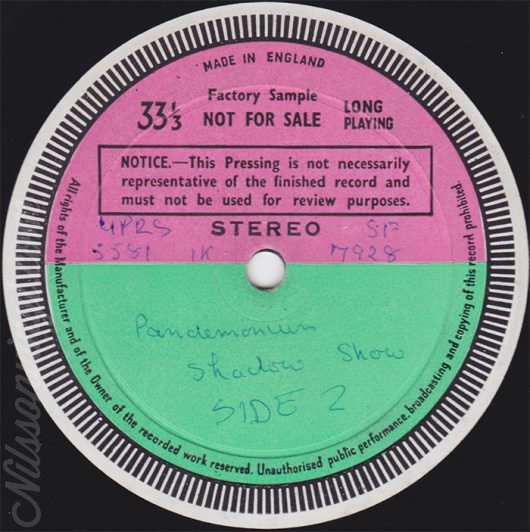 MADE IN ENGLAND
Factory Sample
33⅓ NOT FOR SALE LONG PLAYING
NOTICE.—This Pressing is not necessarily
representative of the finished record and
must not be used for review purposes.
STEREO
UPRS SF
5581 1K 7928
Pandemonium
Shadow Show
SIDE 2
All rights of the Manufacturer and of the Owner of the recorded work reserved. Unauthorised public performance, broadcasting and copying of this record prohibited.